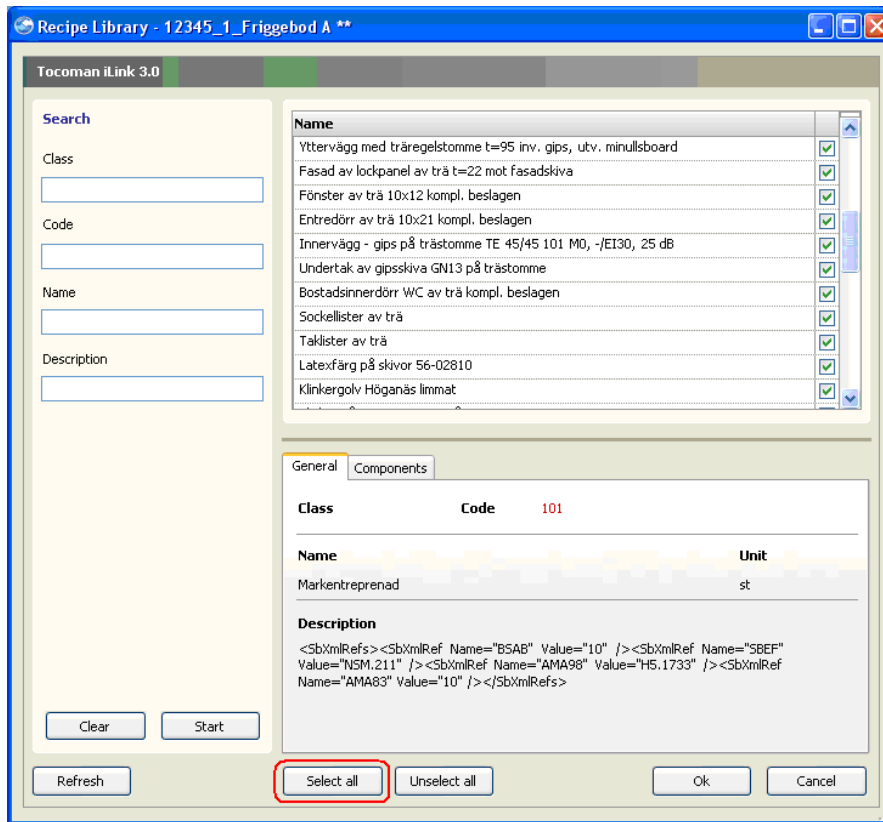 Recipe Library - 12345_1_Friggebod A **
Tocoman iLink 3.0
Search
Class
Code
Name
Description
Clear
Start
Name
Yttervägg med träregelstomme t=95 inv. gips, utv. minullsboard
Fasad av lockpanel av trä t=22 mot fasadskiva
Fönster av trä 10x12 kompl. beslagen
Entredörr av trä 10x21 kompl. beslagen
Innervägg - gips på trästomme TE 45/45 101 M0, -/EI30, 25 dB
Undertak av gipsskiva GN13 på trästomme
Bostadsinnerdörr WC av trä kompl. beslagen
Sockellister av trä
Taklister av trä
Latexfärg på skivor 56-02810
Klinkergolv Höganäs limmat
General Components
Class Code 101
Name Unit
Markentreprenad st
Description
<SbXmlRefs><SbXmlRef Name="BSAB" Value="10" /><SbXmlRef Name="SBEF"
Value="NSM.211" /><SbXmlRef Name="AMA98" Value="H5.1733" /><SbXmlRef
Name="AMA83" Value="10" /></SbXmlRefs>
Refresh Select all Unselect all Ok Cancel